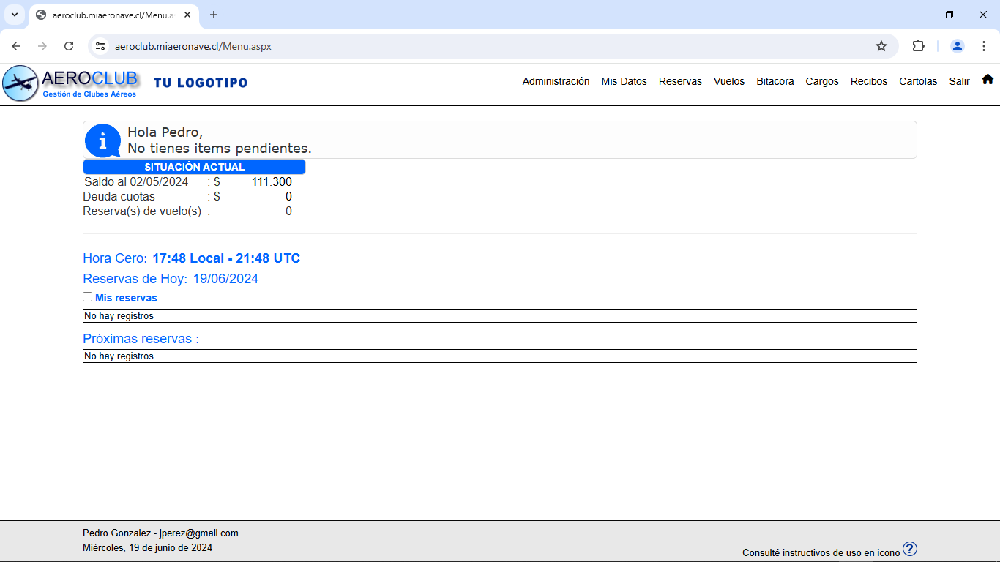 aeroclub.miaeronave.cl/Menu.a
aeroclub.miaeronave.cl/Menu.aspx
AEROCLUB
Gestión de Clubes Aéreos
TU LOGOTIPO
Administración Mis Datos Reservas Vuelos Bitacora Cargos Recibos Cartolas Salir
Hola Pedro,
No tienes items pendientes.
SITUACIÓN ACTUAL
Saldo al 02/05/2024 : $ 111.300
Deuda cuotas : $ 0
Reserva(s) de vuelo(s) : 0
Hora Cero: 17:48 Local - 21:48 UTC
Reservas de Hoy: 19/06/2024
Mis reservas
No hay registros
Próximas reservas :
No hay registros
Pedro Gonzalez - jperez@gmail.com
Miércoles, 19 de junio de 2024
Consulté instructivos de uso en icono ?